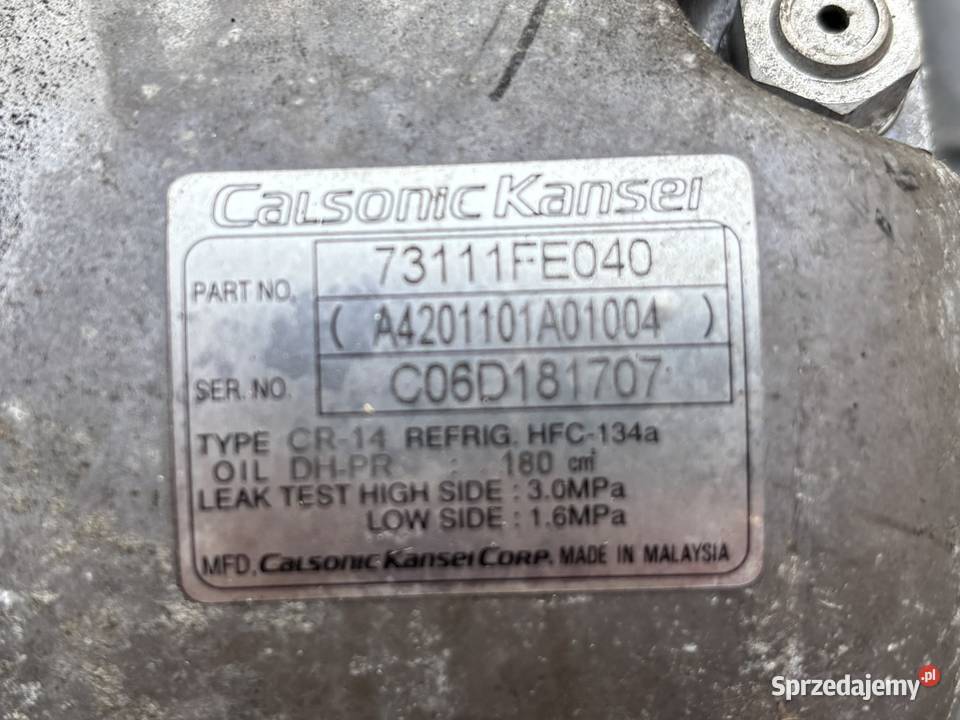 Calsonic Kansei
PART NO. 73111FE040
( A4201101A01004 )
SER. NO. C06D181707
TYPE CR-14 REFRIG. HFC-134a
OIL DH-PR : 180 cm³
LEAK TEST HIGH SIDE : 3.0MPa
LOW SIDE : 1.6MPa
MFD. Calsonic Kansei Corp. MADE IN MALAYSIA
Sprzedajemy.pl